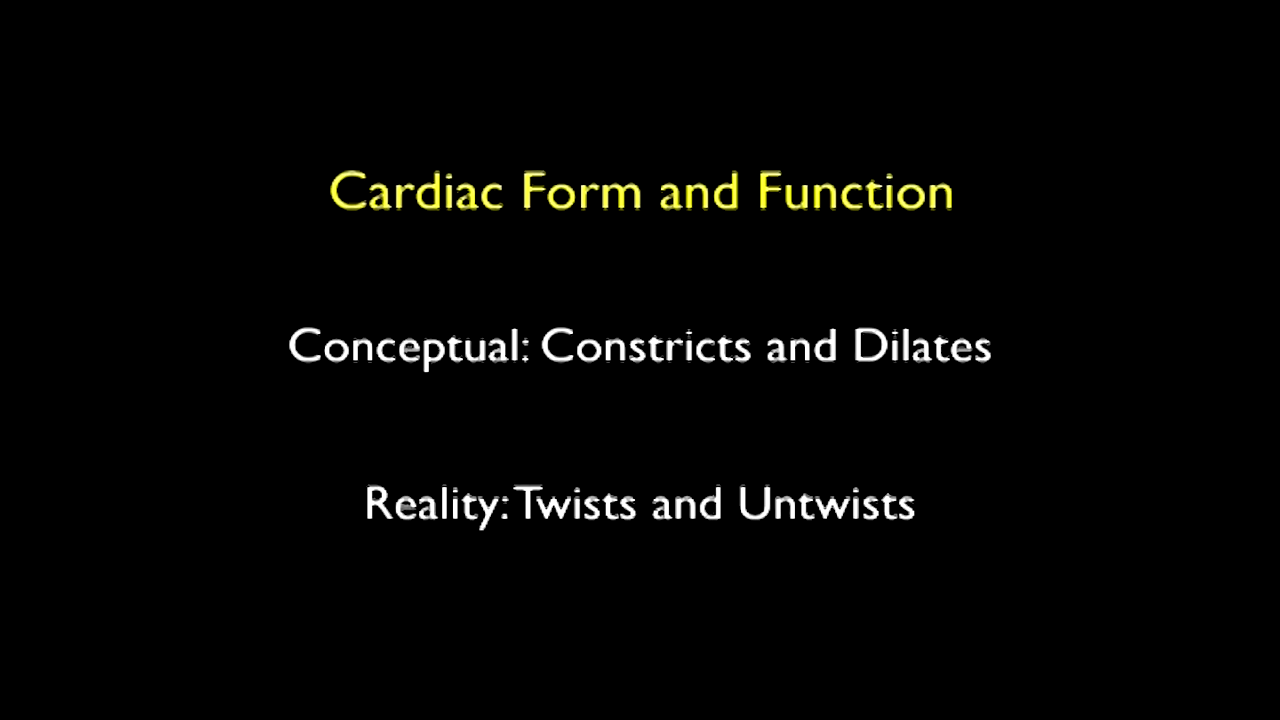 Cardiac Form and Function
Conceptual: Constricts and Dilates
Reality: Twists and Untwists